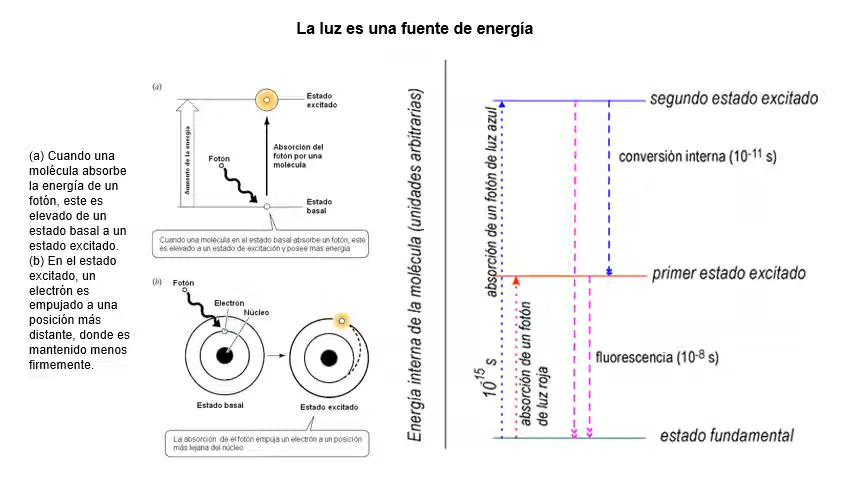 La luz es una fuente de energía
(a) Cuando una
molécula absorbe
la energía de un
fotón, este es
elevado de un
estado basal a un
estado excitado.
(b) En el estado
excitado, un
electrón es
empujado a una
posición más
distante, donde es
mantenido menos
firmemente.
(a)
Estado
excitado
Aumento de la energía
Absorción del
fotón por una
molécula
Fotón
Estado
basal
Cuando una molécula en el estado basal absorbe un fotón, este
es elevado a un estado de excitación y posee más energía
(b)
Fotón
Electrón
Núcleo
Estado basal
Estado excitado
La absorción de el fotón empuja un electrón a un posición
más lejana del núcleo
Energía interna de la molécula (unidades arbitrarias)
segundo estado excitado
absorción de un fotón de luz azul
conversión interna (10-11 s)
primer estado excitado
1015 s
absorción de un fotón
de luz roja
fluorescencia (10-8 s)
estado fundamental